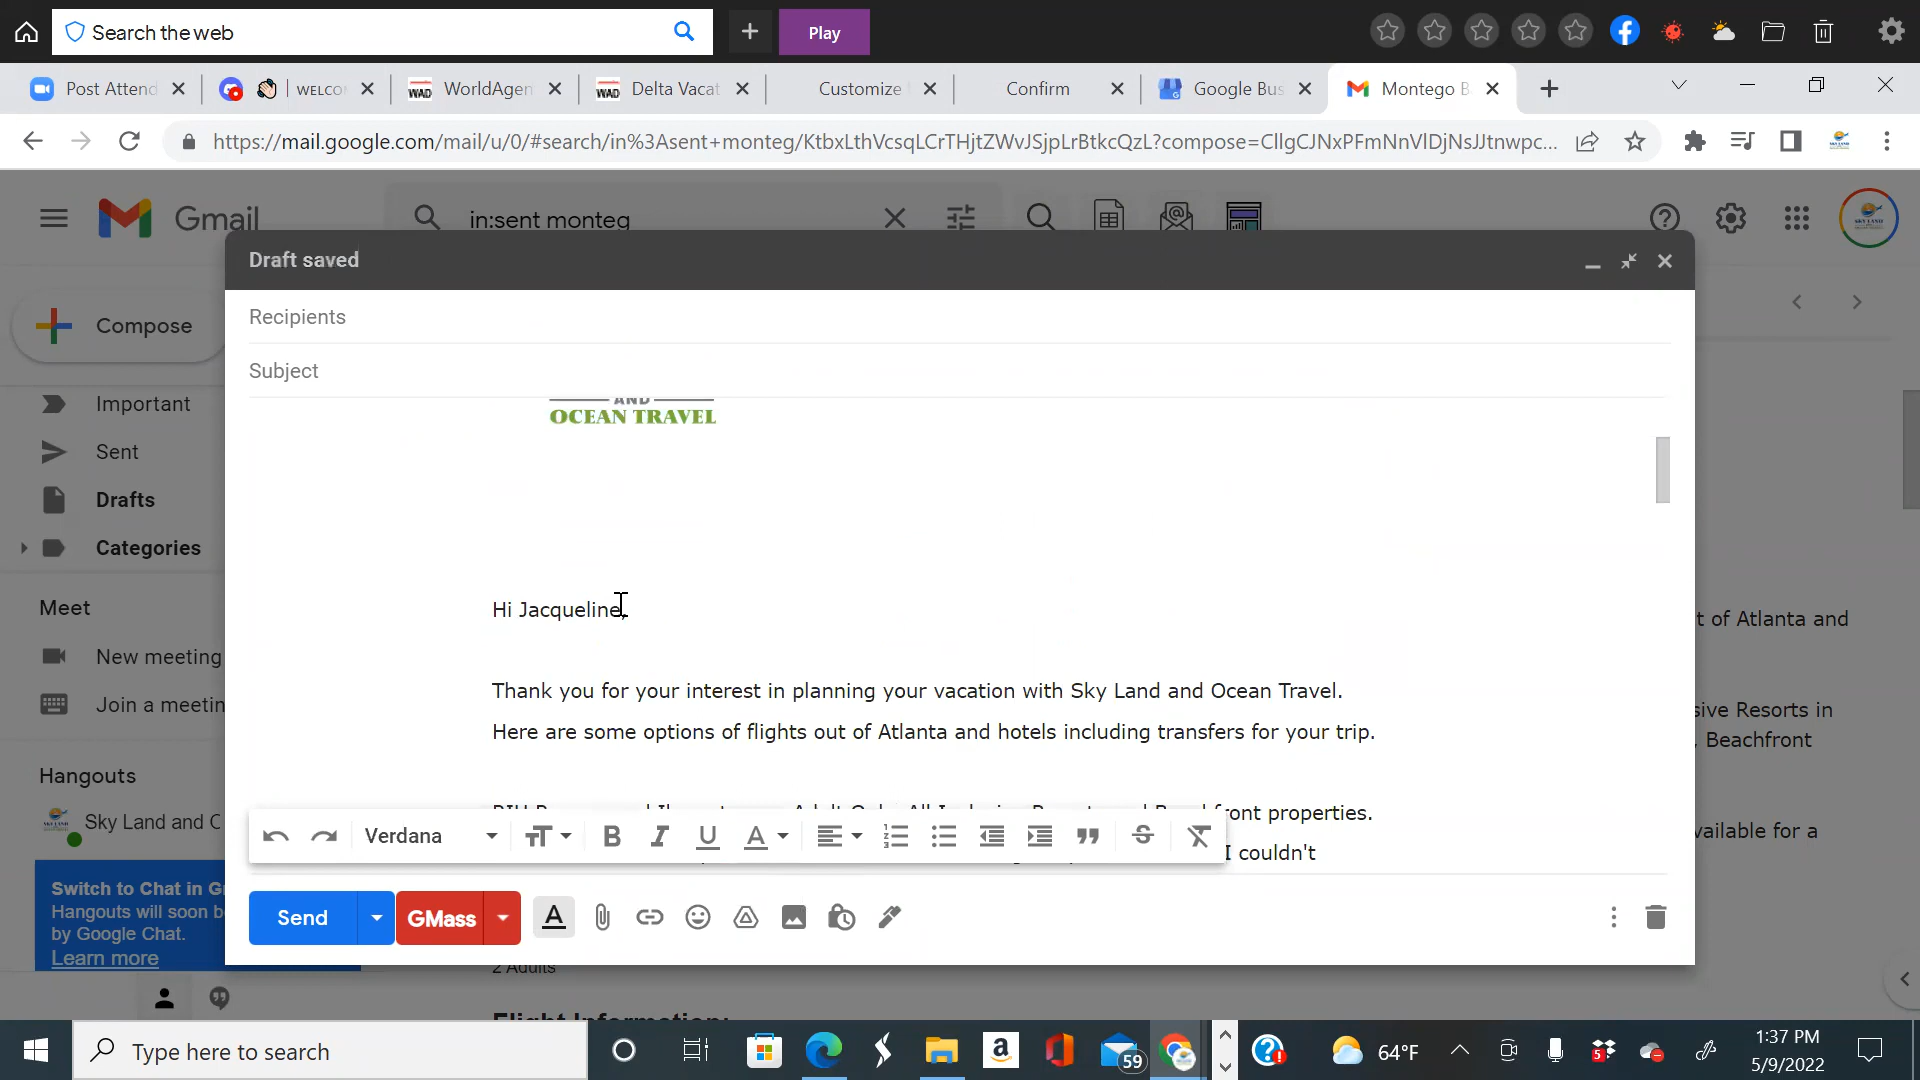 Search the web
Play
Post Attend
WELCO
WorldAgen
Delta Vacat
Customize
Confirm
Google Bus
Montego B
https://mail.google.com/mail/u/0/#search/in%3Asent+monteg/KtbxLthVcsqLCrTHjtZWvJSjpLrBtkcQzL?compose=CllgCJNxPFmNnVlDjNsJJtnwpc...
Gmail
in:sent monteg
Draft saved
Recipients
Subject
Compose
Important
Sent
Drafts
Categories
Meet
New meeting
Join a meetin
Hangouts
Sky Land and C
Switch to Chat in G
Hangouts will soon b
by Google Chat.
Learn more
AND
OCEAN TRAVEL
Hi Jacqueline,
Thank you for your interest in planning your vacation with Sky Land and Ocean Travel.
Here are some options of flights out of Atlanta and hotels including transfers for your trip.
front properties.
I couldn't
Verdana
Send
GMass
t of Atlanta and
sive Resorts in
, Beachfront
vailable for a
2 Adults
Flight Information:
Type here to search
59
64°F
5
1:37 PM
5/9/2022